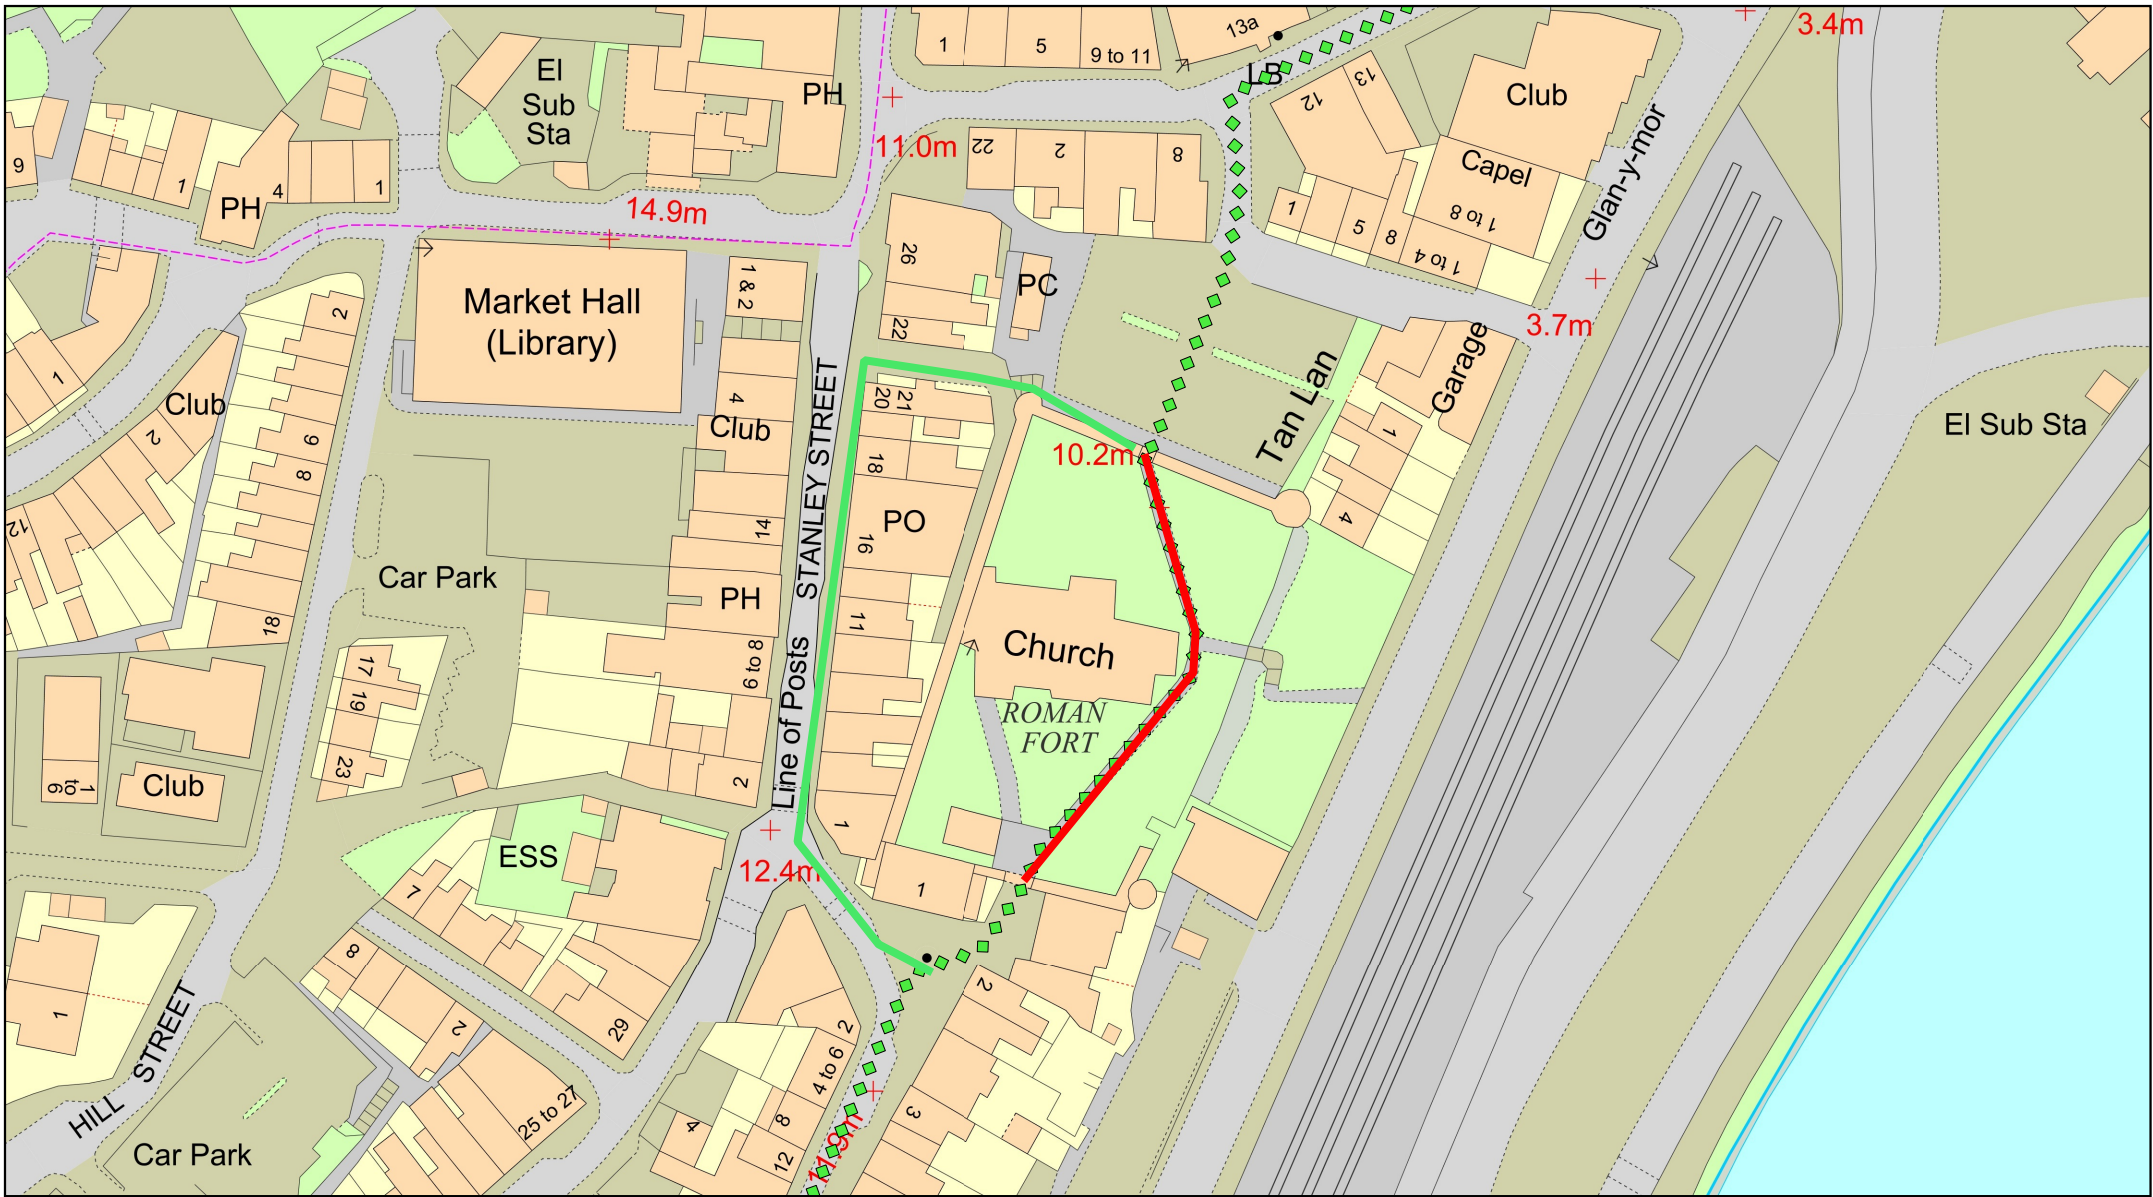 3.4m
13a
1
5
9 to 11
LB
El
Sub
Sta
PH
Club
13
12
11.0m
Glan-y-mor
22
2
8
Capel
9
1
PH
4
1
14.9m
1
5
8
1 to 8
1 to 4
26
PC
1 & 2
Market Hall
(Library)
3.7m
2
22
Garage
STANLEY STREET
Tan Lan
1
Club
2
4
Club
20
21
El Sub Sta
6
8
18
10.2m
1
4
12
14
PO
16
Car Park
PH
11
18
Church
17
19
23
6 to 8
Line of Posts
ROMAN
FORT
1
to
6
Club
2
1
12.4m
ESS
7
1
8
2
1
STREET
HILL
29
2
2
4 to 6
8
12
4
3
25 to 27
11.9m
Car Park